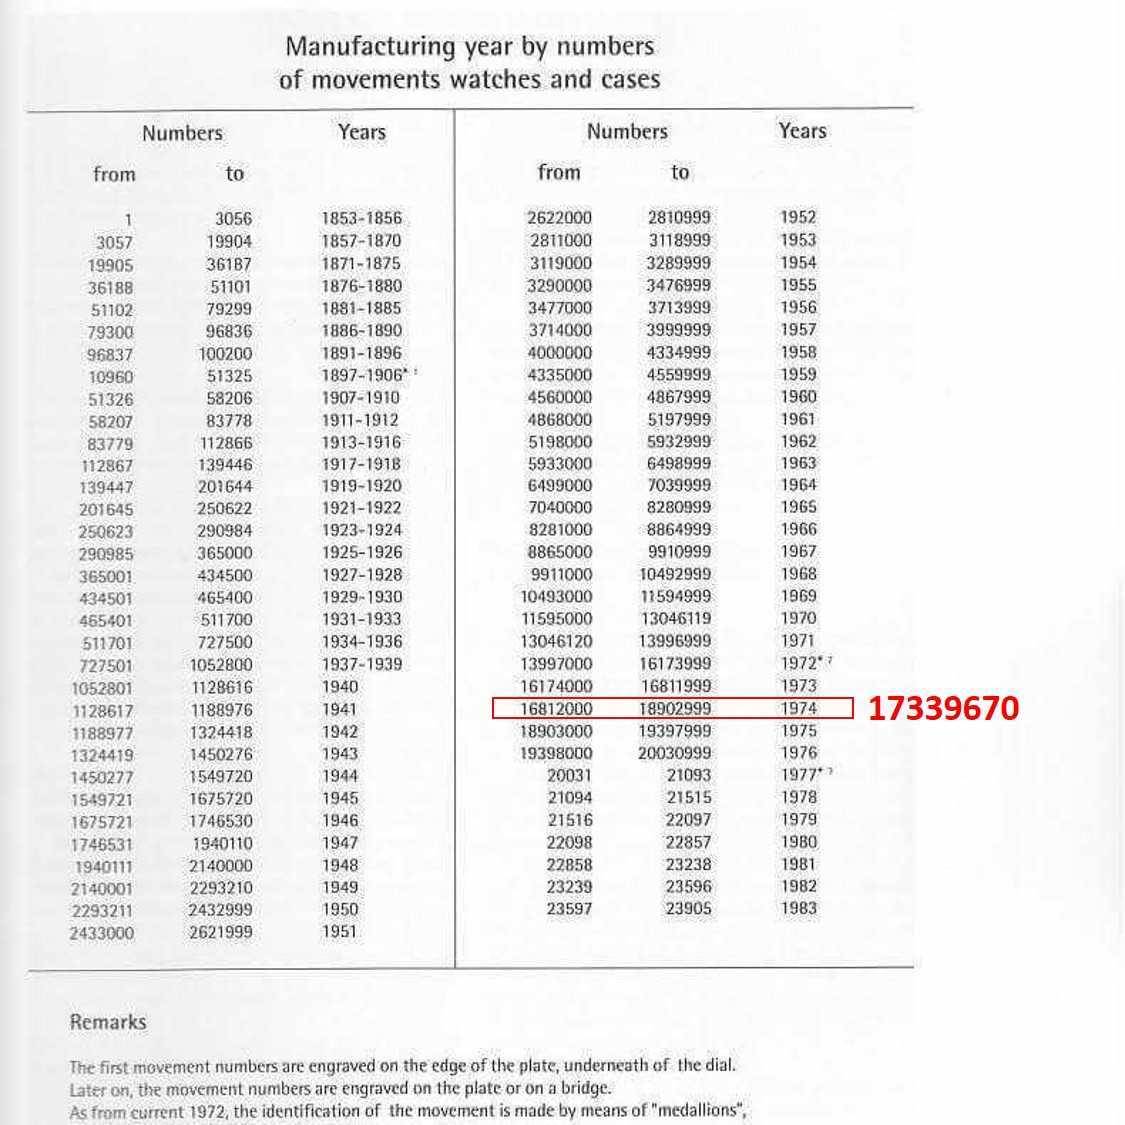 Manufacturing year by numbers
of movements watches and cases
Numbers Years
from to
1 3056 1853-1856
3057 19904 1857-1870
19905 36187 1871-1875
36188 51101 1876-1880
51102 79299 1881-1885
79300 96836 1886-1890
96837 100200 1891-1896
10960 51325 1897-1906*
51326 58206 1907-1910
58207 83778 1911-1912
83779 112866 1913-1916
112867 139446 1917-1918
139447 201644 1919-1920
201645 250622 1921-1922
250623 290984 1923-1924
290985 365000 1925-1926
365001 434500 1927-1928
434501 465400 1929-1930
465401 511700 1931-1933
511701 727500 1934-1936
727501 1052800 1937-1939
1052801 1128616 1940
1128617 1188976 1941
1188977 1324418 1942
1324419 1450276 1943
1450277 1549720 1944
1549721 1675720 1945
1675721 1746530 1946
1746531 1940110 1947
1940111 2140000 1948
2140001 2293210 1949
2293211 2432999 1950
2433000 2621999 1951
Numbers Years
from to
2622000 2810999 1952
2811000 3118999 1953
3119000 3289999 1954
3290000 3476999 1955
3477000 3713999 1956
3714000 3999999 1957
4000000 4334999 1958
4335000 4559999 1959
4560000 4867999 1960
4868000 5197999 1961
5198000 5932999 1962
5933000 6498999 1963
6499000 7039999 1964
7040000 8280999 1965
8281000 8864999 1966
8865000 9910999 1967
9911000 10492999 1968
10493000 11594999 1969
11595000 13046119 1970
13046120 13996999 1971
13997000 16173999 1972*
16174000 16811999 1973
16812000 18902999 1974 17339670
18903000 19397999 1975
19398000 20030999 1976
20031 21093 1977*
21094 21515 1978
21516 22097 1979
22098 22857 1980
22858 23238 1981
23239 23596 1982
23597 23905 1983
Remarks
The first movement numbers are engraved on the edge of the plate, underneath of the dial.
Later on, the movement numbers are engraved on the plate or on a bridge.
As from current 1972, the identification of the movement is made by means of "medallions",